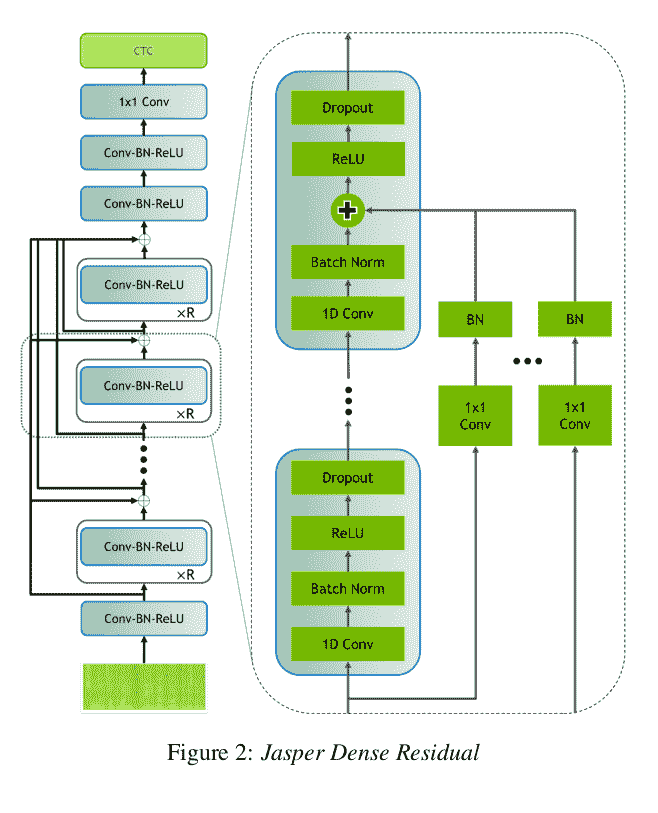 CTC
1x1 Conv
Conv-BN-ReLU
Conv-BN-ReLU
Conv-BN-ReLU
×R
Conv-BN-ReLU
×R
Conv-BN-ReLU
×R
Conv-BN-ReLU
Dropout
ReLU
Batch Norm
1D Conv
Dropout
ReLU
Batch Norm
1D Conv
BN
1x1
Conv
BN
1x1
Conv
Figure 2: Jasper Dense Residual